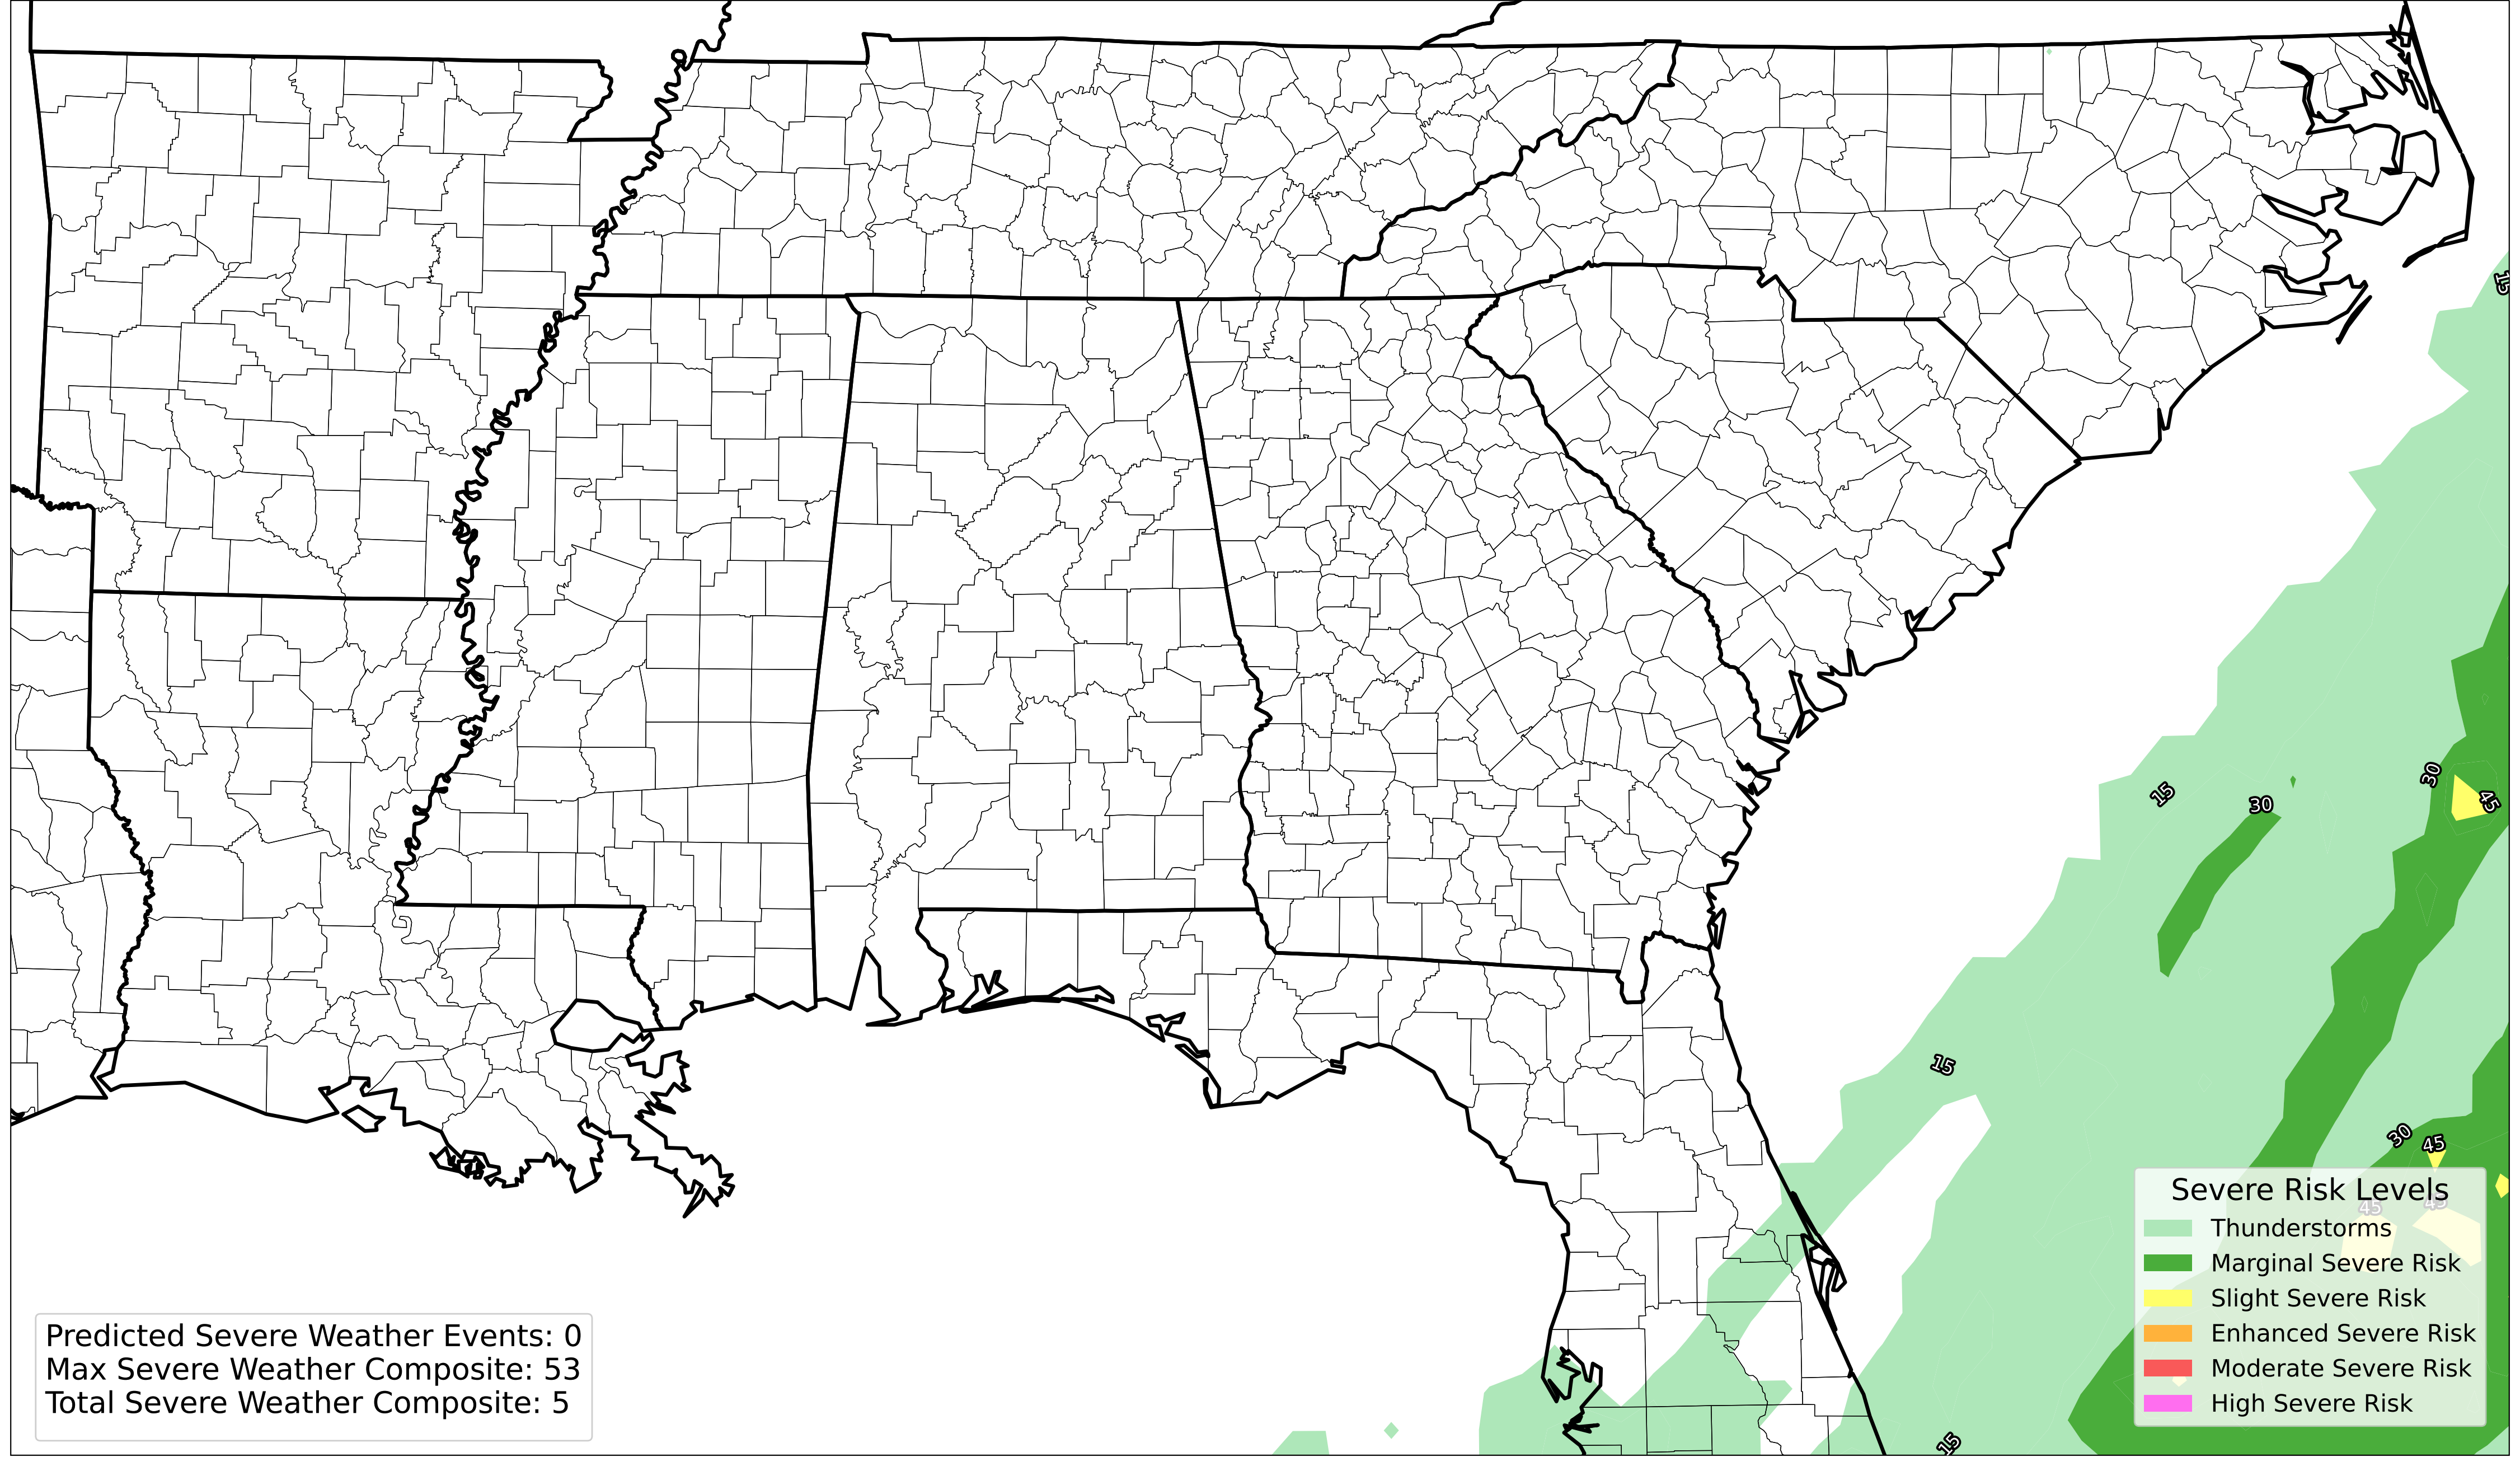 15
30
45
15
30
15
30
45
45
45
15
Severe Risk Levels
Thunderstorms
Marginal Severe Risk
Slight Severe Risk
Enhanced Severe Risk
Moderate Severe Risk
High Severe Risk
Predicted Severe Weather Events: 0
Max Severe Weather Composite: 53
Total Severe Weather Composite: 5